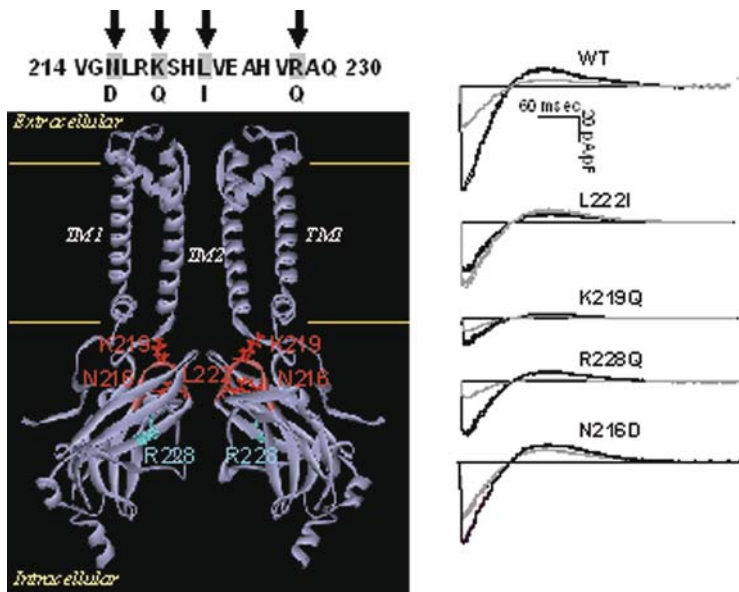 214 VGNLRKSHLVEAHVRAQ 230
D Q I Q
Extracellular
TM1 TM2 TM1
K219 K219
N216 L222 N216
R228 R228
Intracellular
WT
60 msec
20 pA/pF
L222I
K219Q
R228Q
N216D